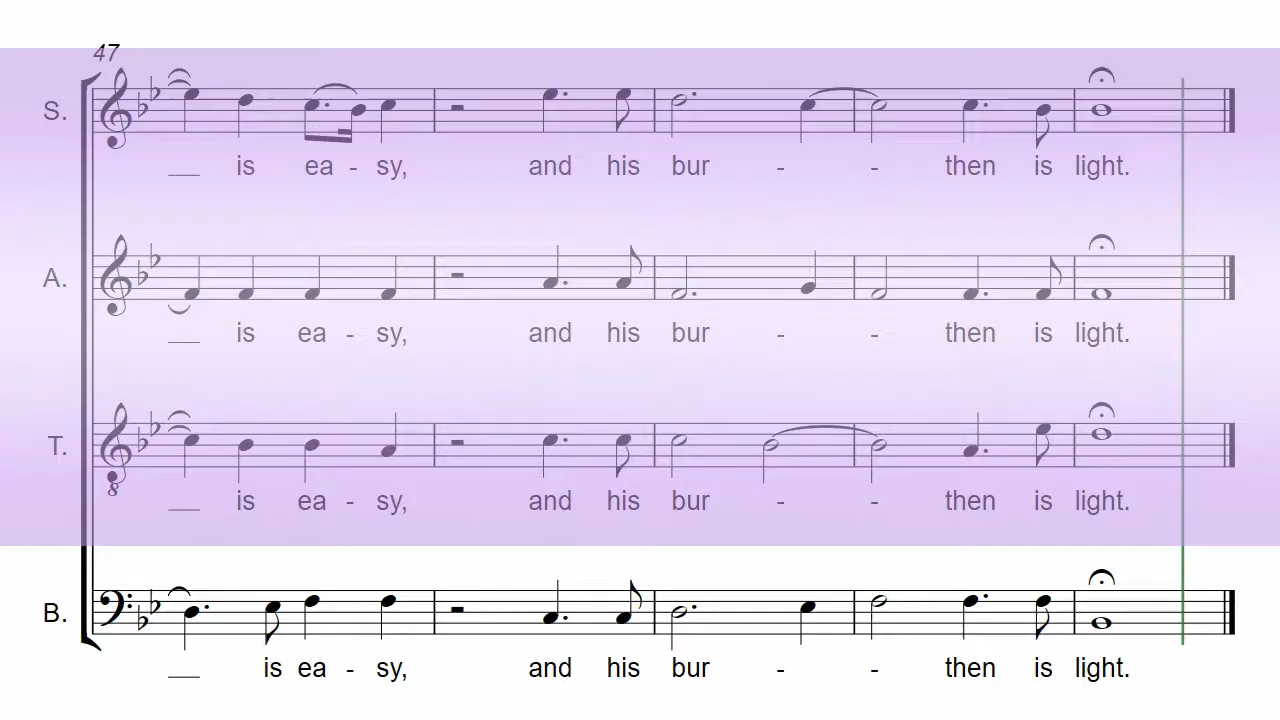 47
S.
is ea - sy, and his bur - - then is light.
A.
is ea - sy, and his bur - - then is light.
T.
8
is ea - sy, and his bur - - then is light.
B.
is ea - sy, and his bur - - then is light.